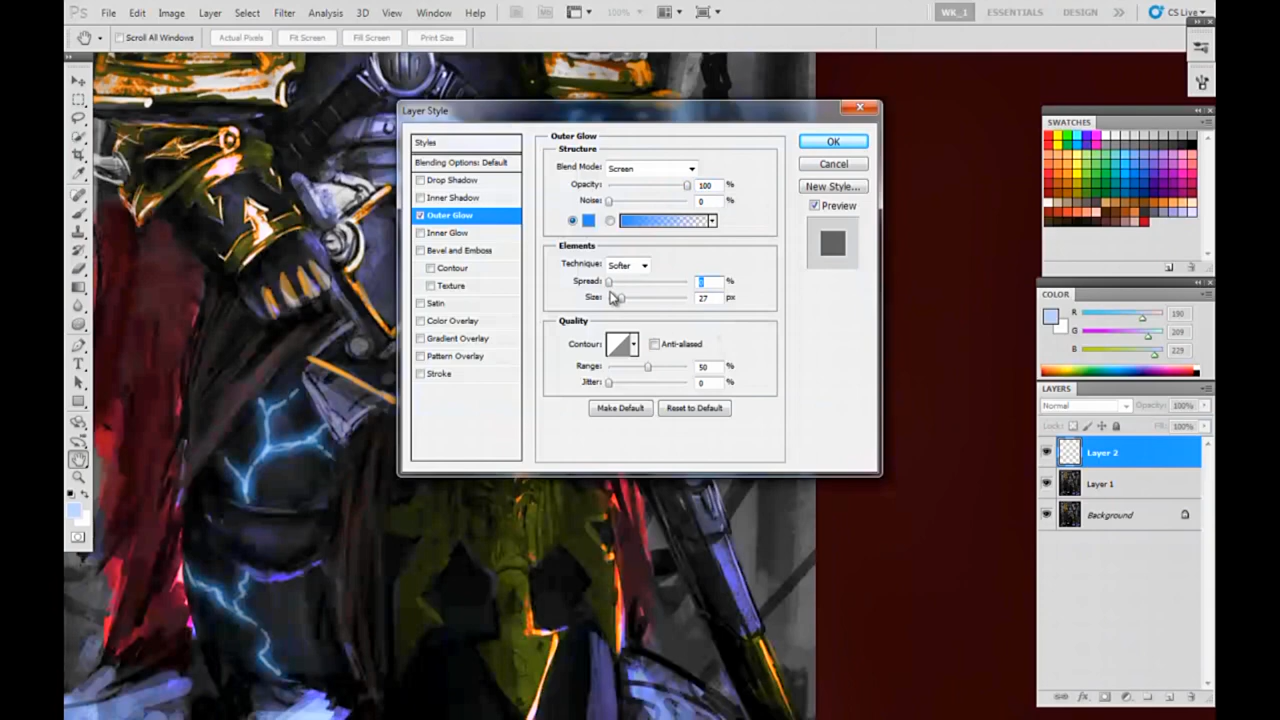 Ps File Edit Image Layer Select Filter Analysis 3D View Window Help 100% WK_1 ESSENTIALS DESIGN CS Live
Scroll All Windows Actual Pixels Fit Screen Fill Screen Print Size
Layer Style
Styles
Blending Options: Default
Drop Shadow
Inner Shadow
Outer Glow
Inner Glow
Bevel and Emboss
Contour
Texture
Satin
Color Overlay
Gradient Overlay
Pattern Overlay
Stroke
Outer Glow
Structure
Blend Mode: Screen
Opacity: 100 %
Noise: 0 %
Elements
Technique: Softer
Spread: %
Size: 27 px
Quality
Contour: Anti-aliased
Range: 50 %
Jitter: 0 %
Make Default Reset to Default
OK
Cancel
New Style...
Preview
SWATCHES
COLOR
R 190
G 209
B 229
LAYERS
Normal Opacity: 100%
Lock: Fill: 100%
Layer 2
Layer 1
Background
fx